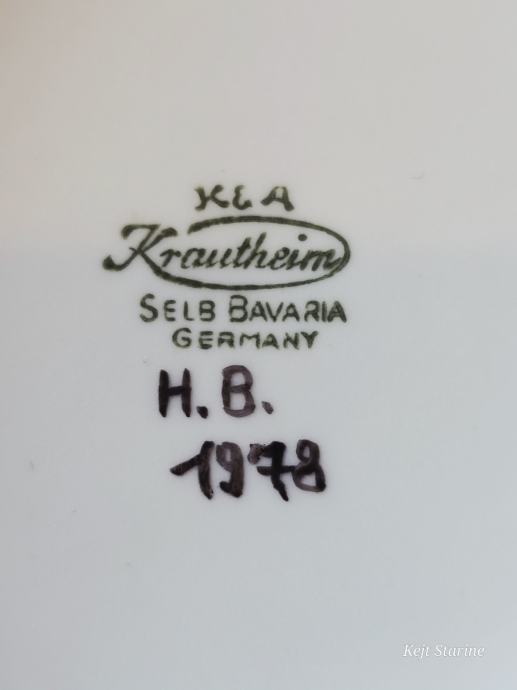 K & A
Krautheim
SELB BAVARIA
GERMANY
H. B.
1978
Kejt Starine